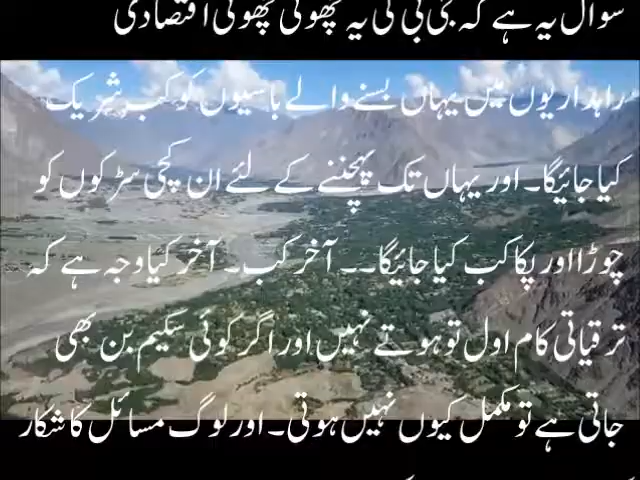 سوال یہ ہے کہ جی بی کی یہ چھوٹی چھوٹی اقتصادی
راہداریوں میں یہاں بسنے والے باسیوں کو کب شریک
کیا جائیگا۔ اور یہاں تک پہچننے کے لئے ان کچی سڑکوں کو
چوڑا اور پکا کب کیا جائیگا۔۔ آخر کب۔ آخر کیا وجہ ہے کہ
ترقیاتی کام اول تو ہوتے نہیں اور اگر کوئی سکیم بن بھی
جاتی ہے تو مکمل کیوں نہیں ہوتی۔ اور لوگ مسائل کا شکار